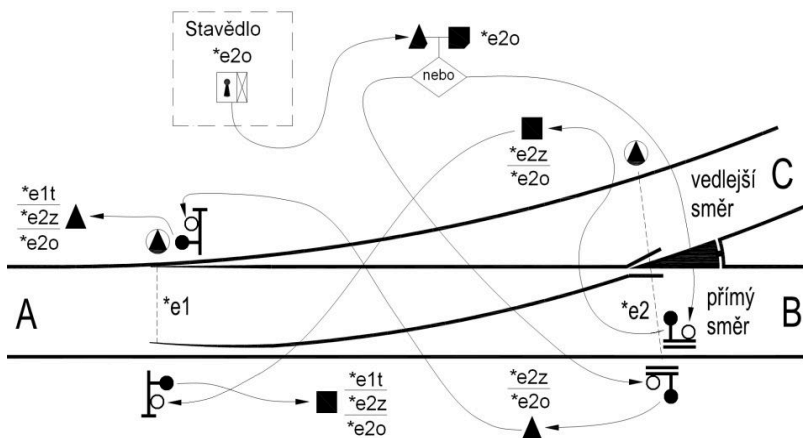 Stavědlo
*e2o
*e2o
nebo
*e2z
*e2o
C
vedlejší
směr
*e1t
*e2z
*e2o
A
*e1
*e2
přímý
směr
B
*e1t
*e2z
*e2o
*e2z
*e2o